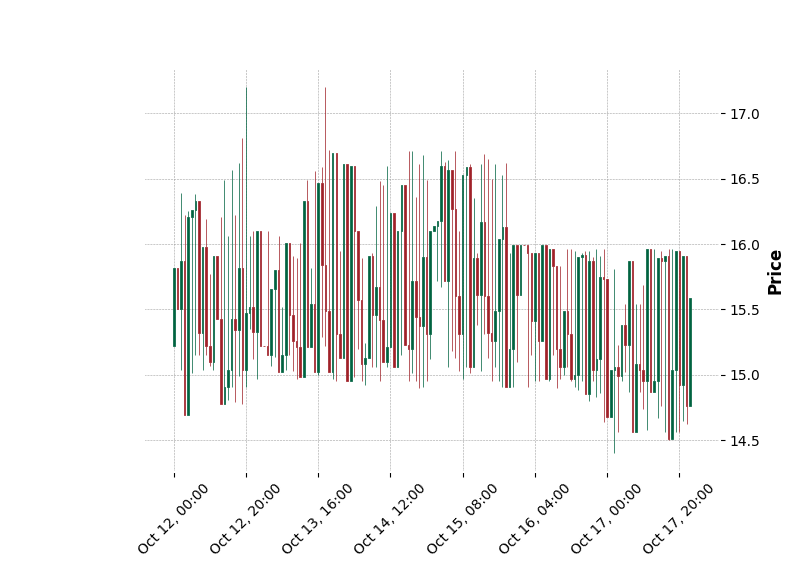 17.0
16.5
16.0
15.5
15.0
14.5
Price
Oct 12, 00:00
Oct 12, 20:00
Oct 13, 16:00
Oct 14, 12:00
Oct 15, 08:00
Oct 16, 04:00
Oct 17, 00:00
Oct 17, 20:00